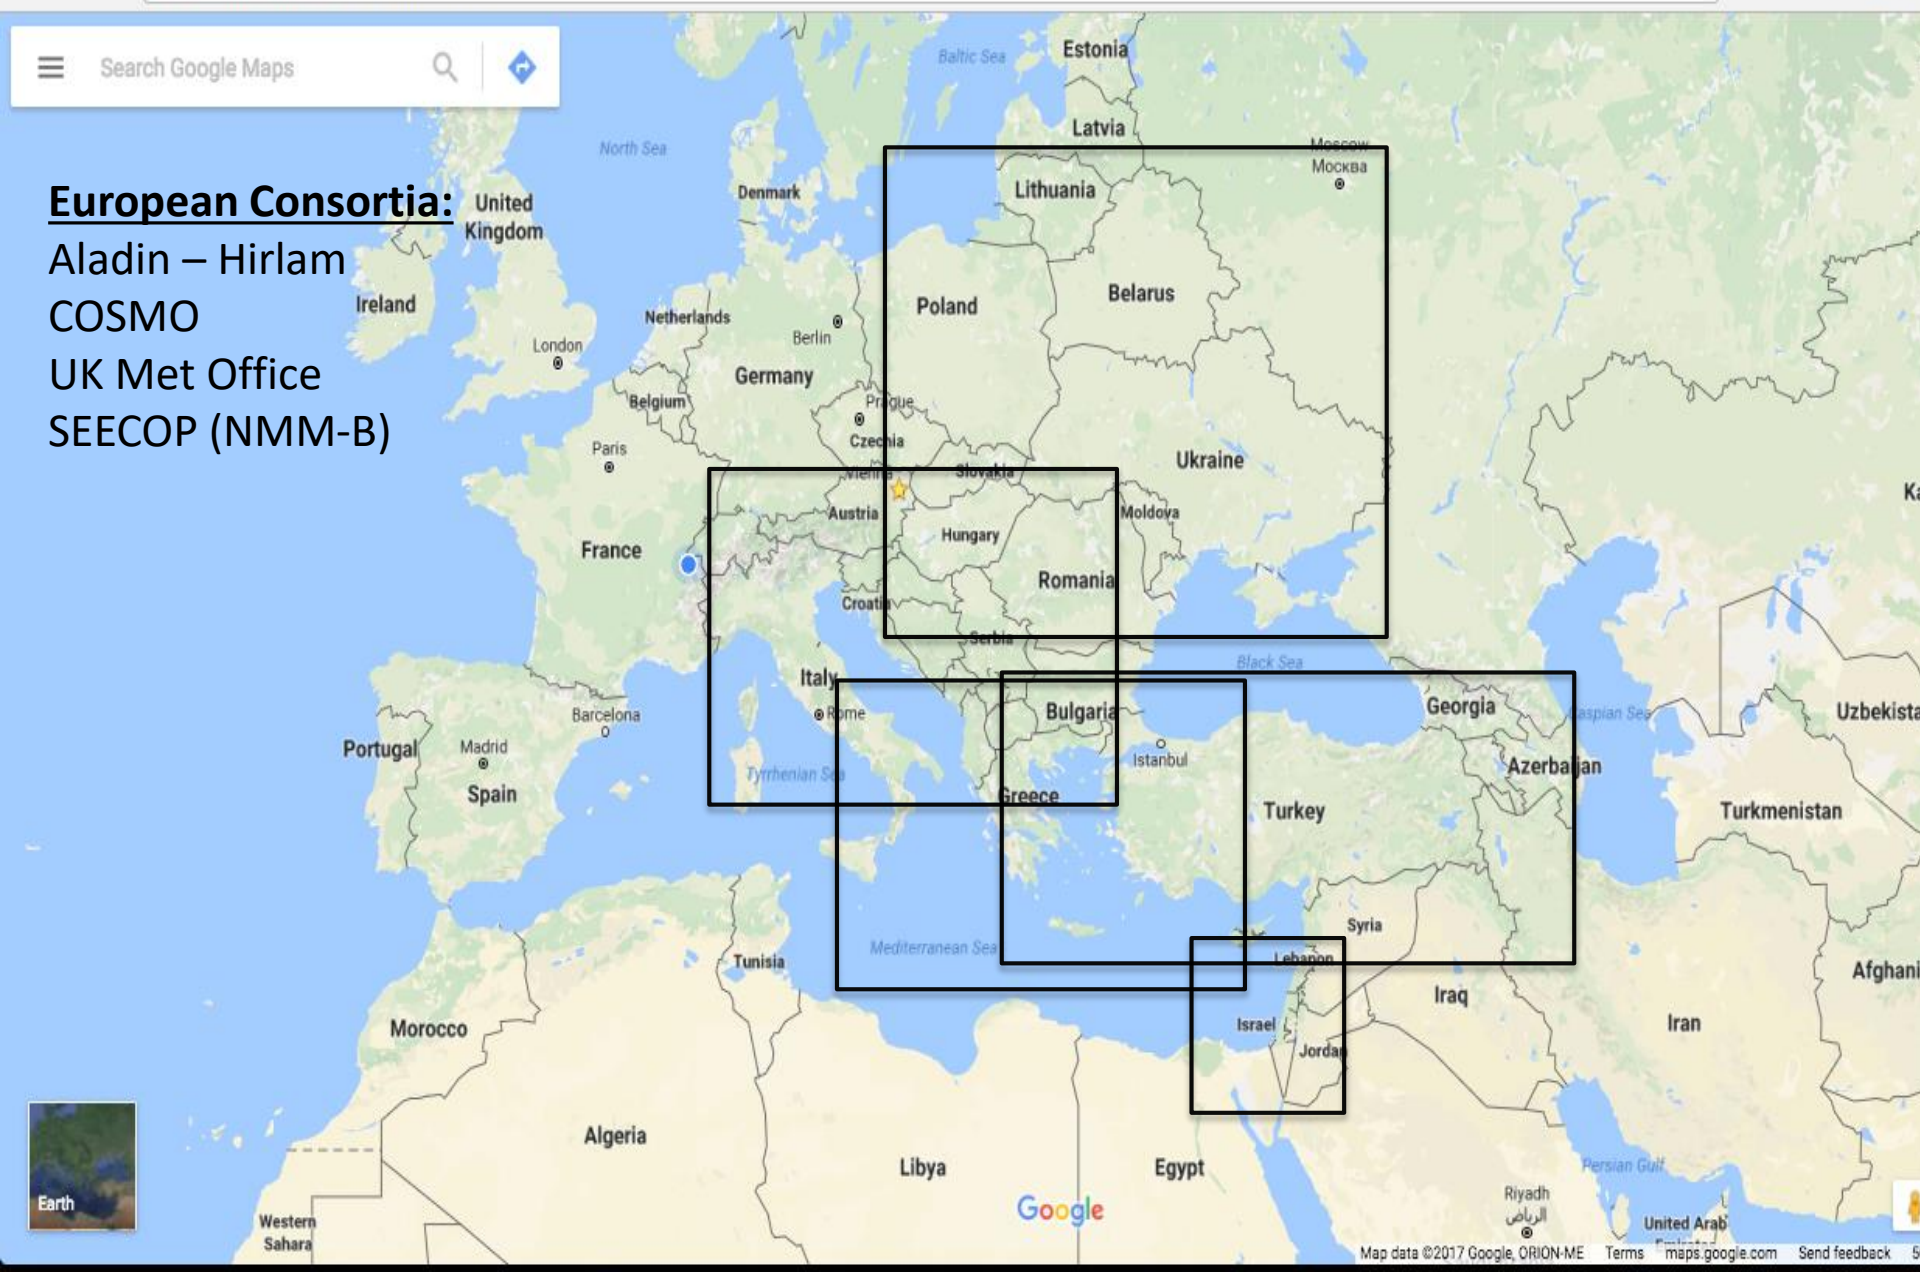 Search Google Maps
European Consortia:
Aladin – Hirlam
COSMO
UK Met Office
SEECOP (NMM-B)
Baltic Sea
Estonia
Latvia
North Sea
Moscow
Москва
Denmark
Lithuania
United
Kingdom
Ireland
Netherlands
Berlin
Poland
Belarus
London
Germany
Belgium
Prague
Czechia
Paris
Vienna
Slovakia
Ukraine
Austria
Hungary
Moldova
France
Romania
Croatia
Serbia
Black Sea
Italy
Rome
Bulgaria
Georgia
Caspian Sea
Barcelona
Portugal
Madrid
Spain
Tyrrhenian Sea
Istanbul
Azerbaijan
Greece
Turkey
Turkmenistan
Uzbekista
Ka
Syria
Mediterranean Sea
Tunisia
Lebanon
Iraq
Afghani
Israel
Iran
Morocco
Jordan
Algeria
Libya
Egypt
Persian Gulf
Riyadh
الرياض
Earth
Western
Sahara
Google
United Arab
Emirates
Map data ©2017 Google, ORION-ME Terms maps.google.com Send feedback 5